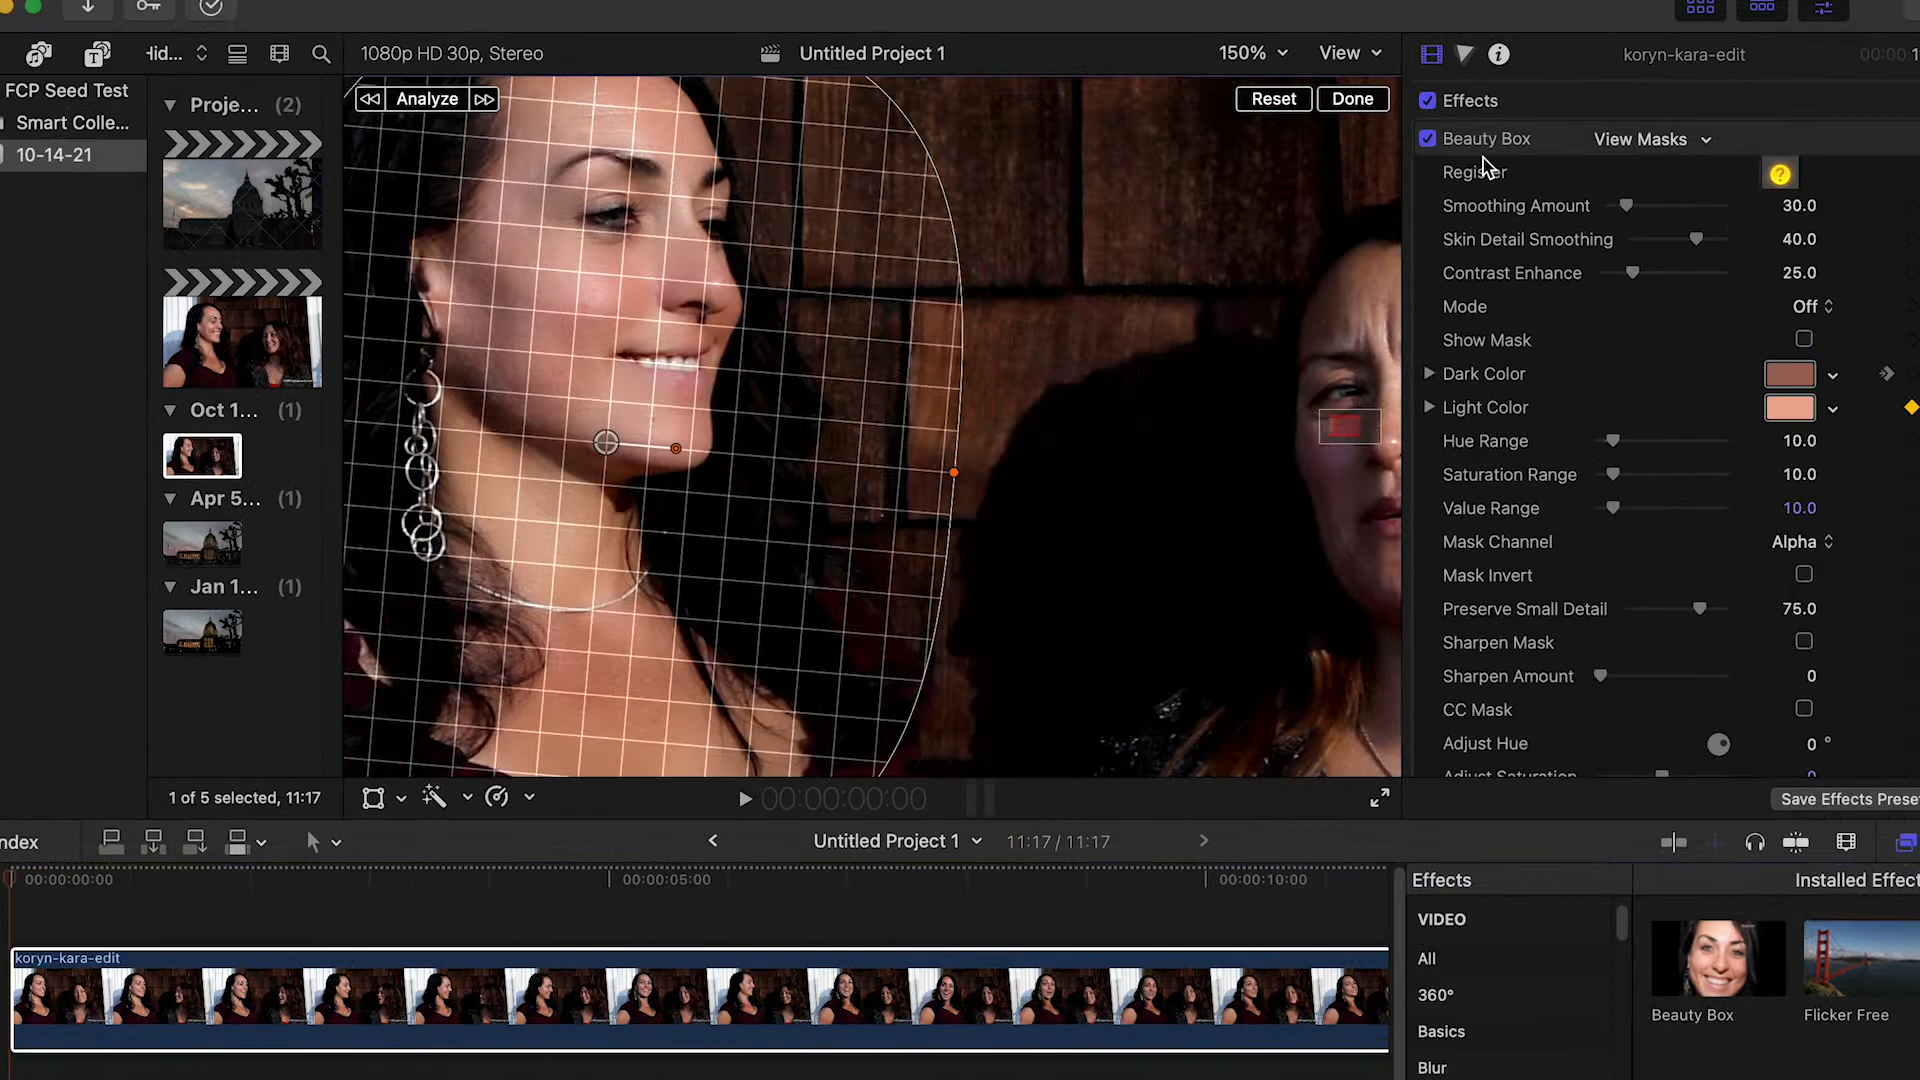 Hid...
1080p HD 30p, Stereo
Untitled Project 1
150%
View
koryn-kara-edit
FCP Seed Test
Smart Colle...
10-14-21
Proje... (2)
Oct 1... (1)
Apr 5... (1)
Jan 1... (1)
1 of 5 selected, 11:17
Analyze
Reset
Done
00:00:00:00
Effects
Beauty Box
View Masks
Register
?
Smoothing Amount 30.0
Skin Detail Smoothing 40.0
Contrast Enhance 25.0
Mode Off
Show Mask
Dark Color
Light Color
Hue Range 10.0
Saturation Range 10.0
Value Range 10.0
Mask Channel Alpha
Mask Invert
Preserve Small Detail 75.0
Sharpen Mask
Sharpen Amount 0
CC Mask
Adjust Hue 0 °
Adjust Saturation 0
Save Effects Prese
ndex
Untitled Project 1
11:17 / 11:17
00:00:00:00
00:00:05:00
00:00:10:00
koryn-kara-edit
Effects
Installed Effect
VIDEO
All
360°
Basics
Blur
Beauty Box
Flicker Free